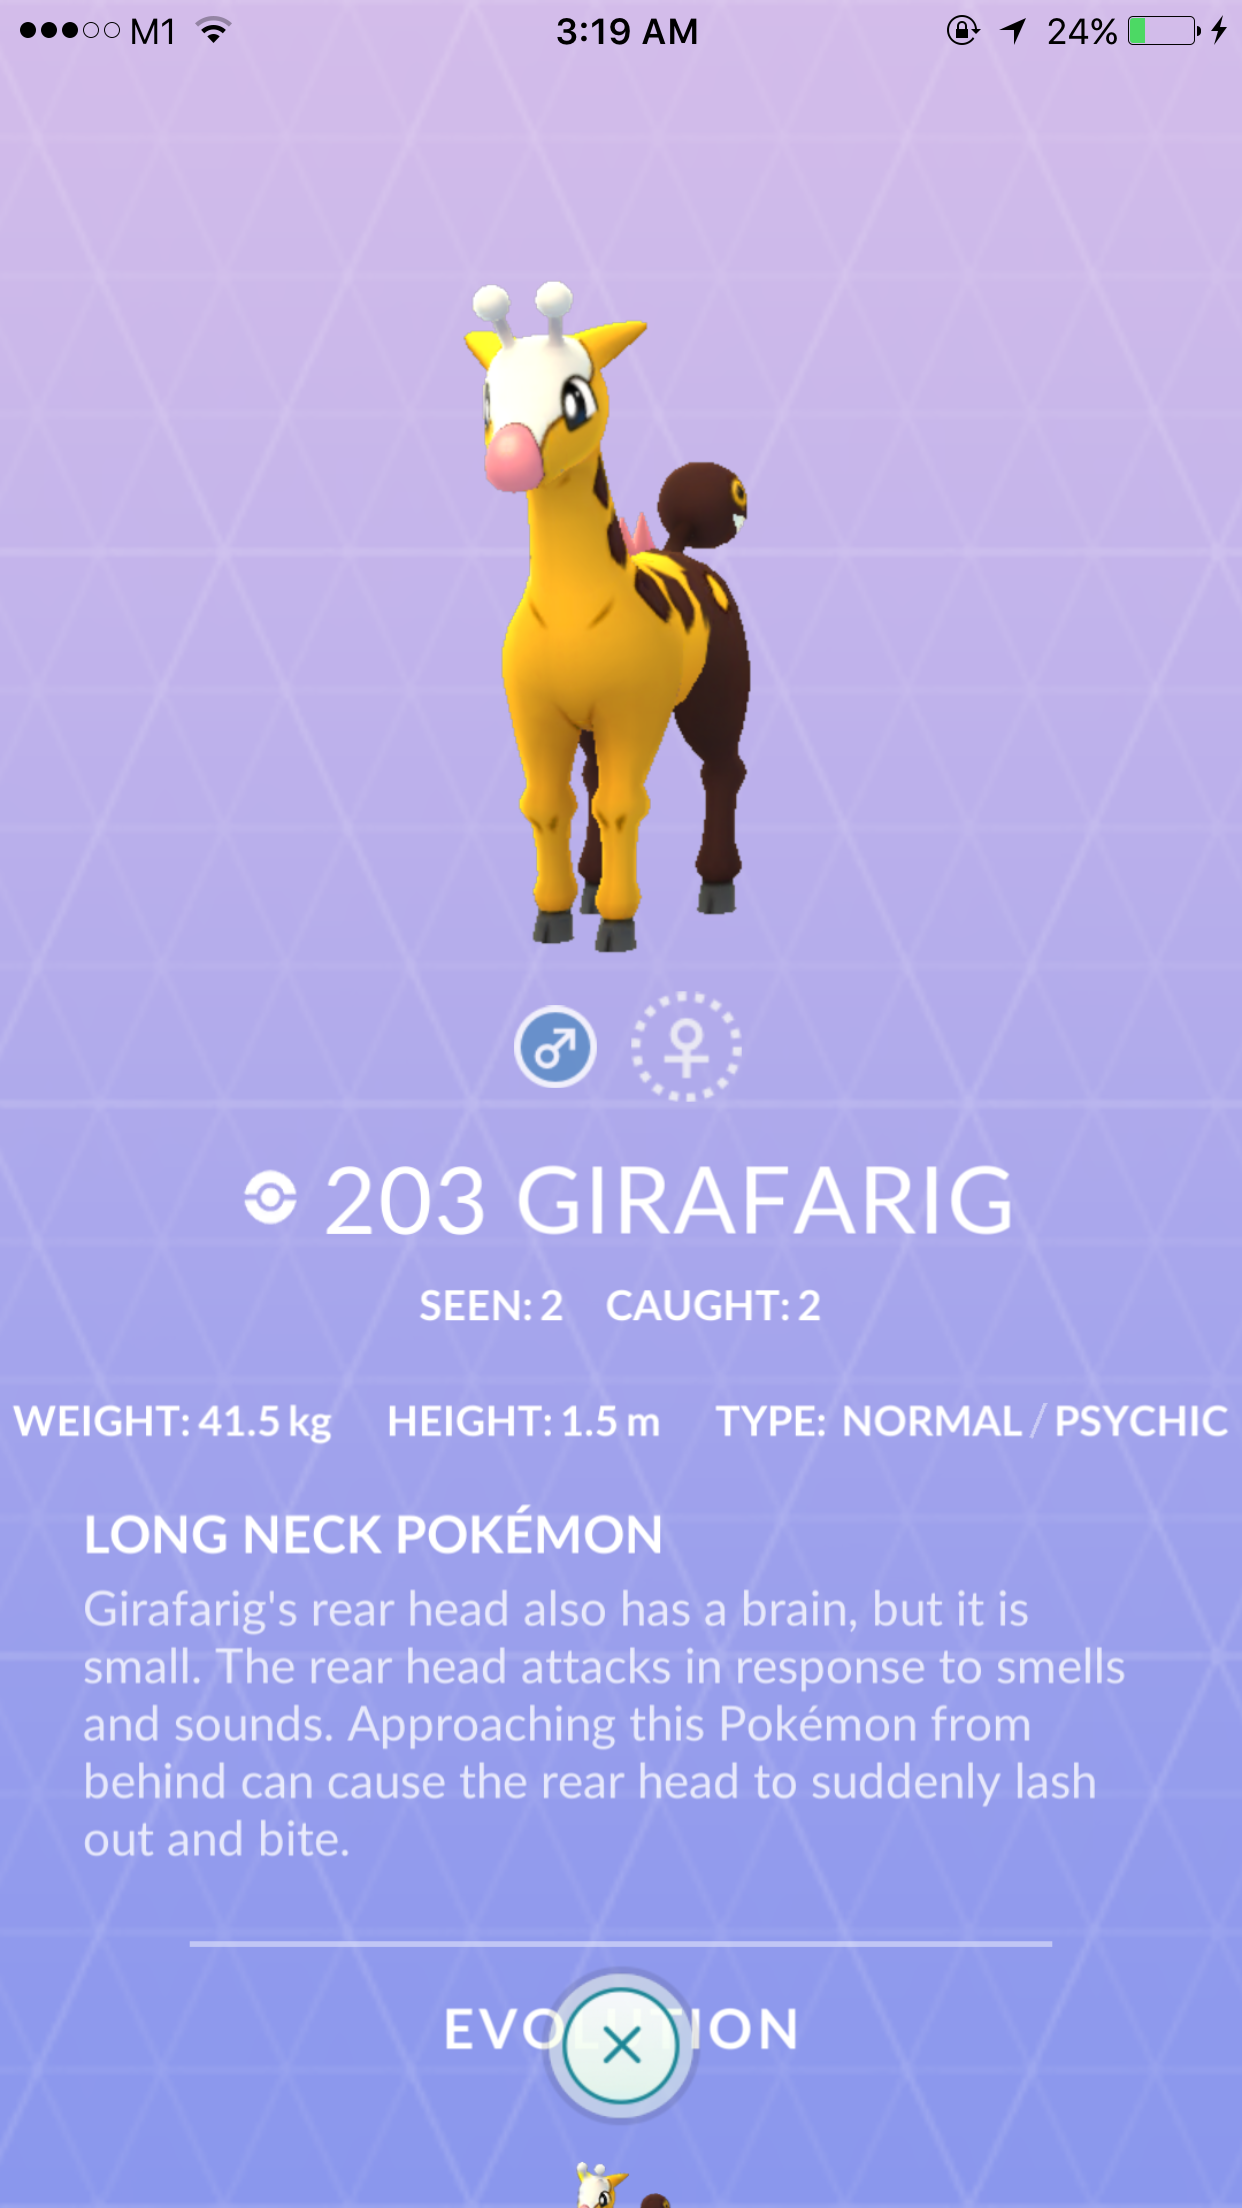 M1 3:19 AM 24%
203 GIRAFARIG
SEEN: 2 CAUGHT: 2
WEIGHT: 41.5 kg HEIGHT: 1.5 m TYPE: NORMAL / PSYCHIC
LONG NECK POKÉMON
Girafarig's rear head also has a brain, but it is
small. The rear head attacks in response to smells
and sounds. Approaching this Pokémon from
behind can cause the rear head to suddenly lash
out and bite.
EVOLUTION